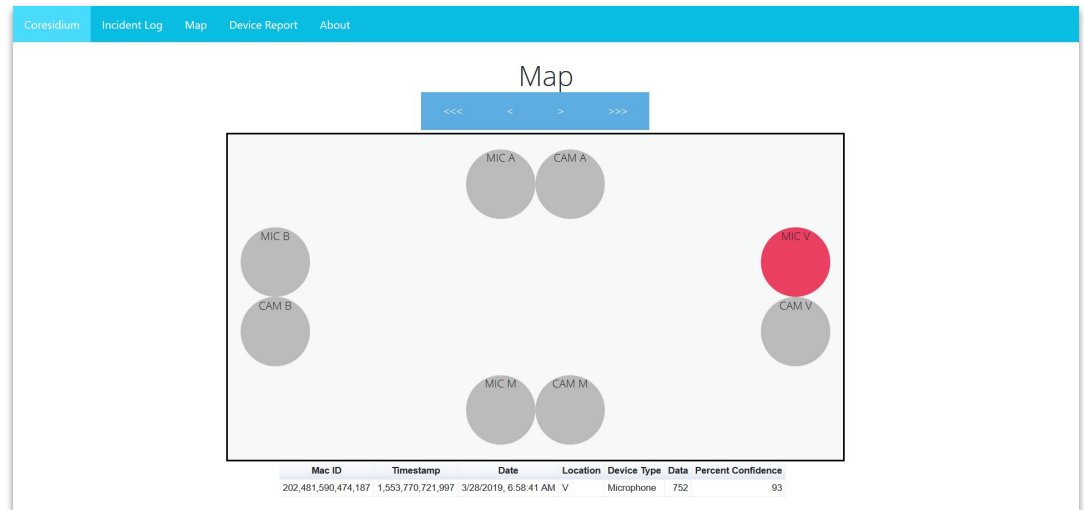 Coresidium Incident Log Map Device Report About
Map
<<< < > >>>
MIC A CAM A
MIC B MIC V
CAM B CAM V
MIC M CAM M
Mac ID Timestamp Date Location Device Type Data Percent Confidence
202,481,590,474,187 1,553,770,721,997 3/28/2019, 6:58:41 AM V Microphone 752 93